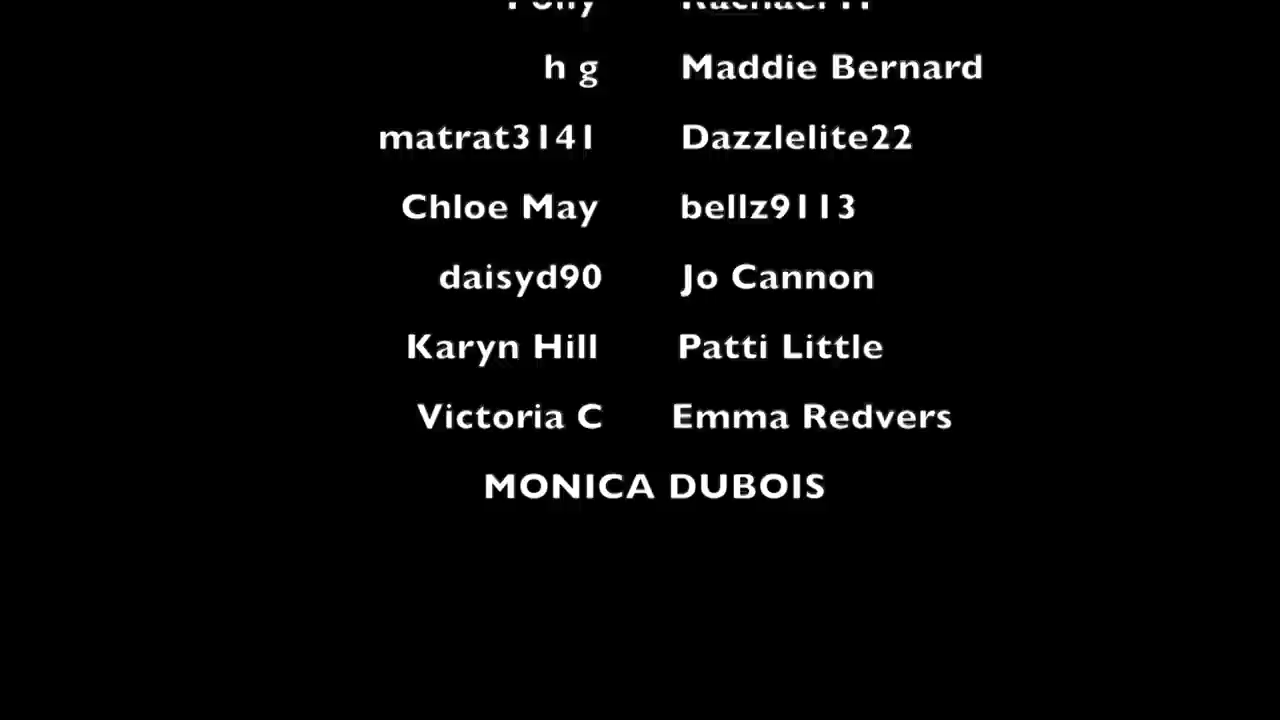 h g Maddie Bernard
matrat3141 Dazzlelite22
Chloe May bellz9113
daisyd90 Jo Cannon
Karyn Hill Patti Little
Victoria C Emma Redvers
MONICA DUBOIS